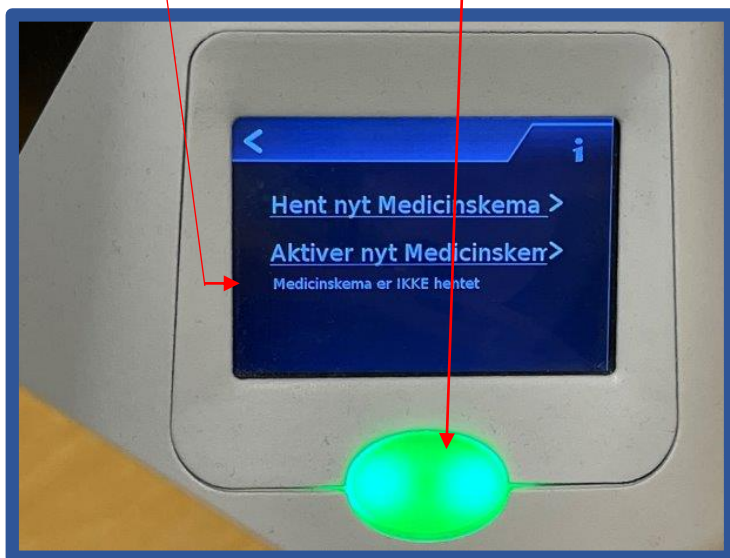 <
i
Hent nyt Medicinskema >
Aktiver nyt Medicinskem>
Medicinskema er IKKE hentet